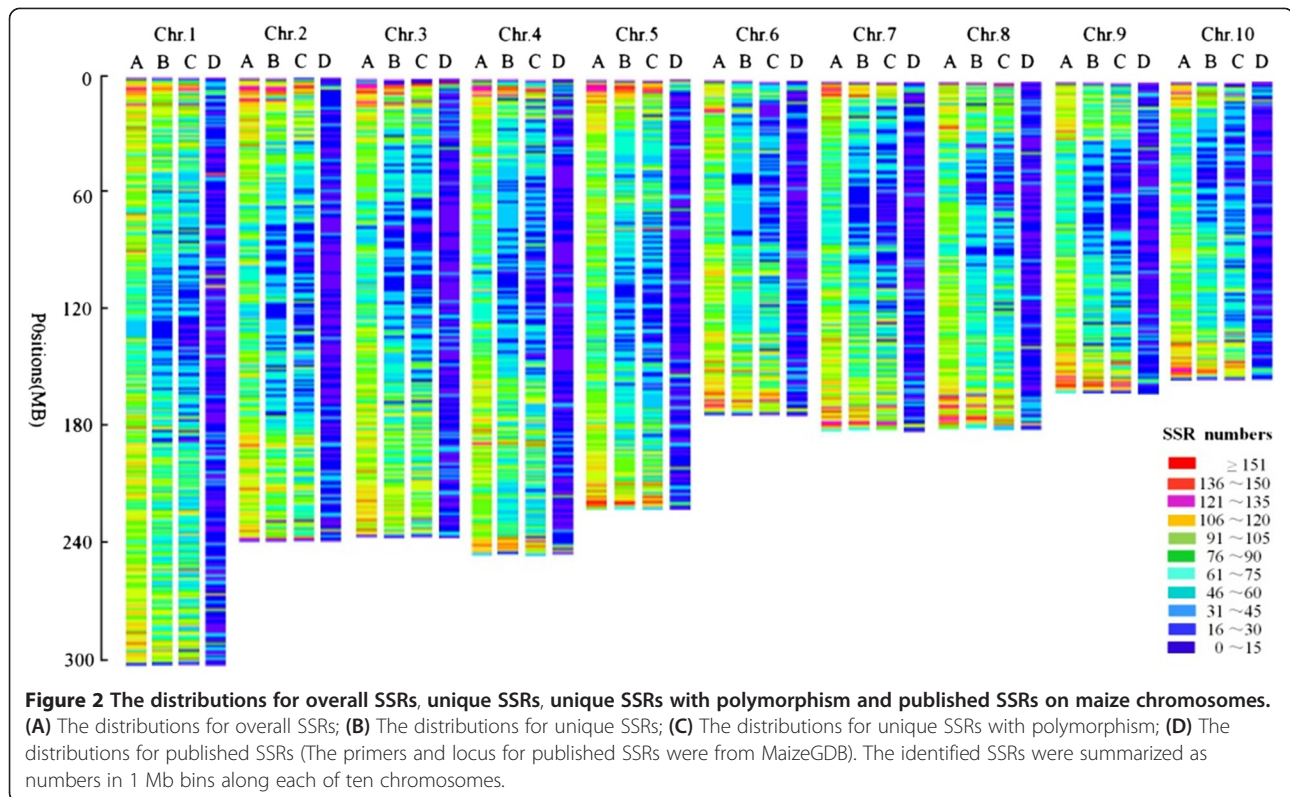 Chr.1 Chr.2 Chr.3 Chr.4 Chr.5 Chr.6 Chr.7 Chr.8 Chr.9 Chr.10
A B C D A B C D A B C D A B C D A B C D A B C D A B C D A B C D A B C D A B C D
0
60
120
180
240
300
P0sitions(MB)
SSR numbers
≥ 151
136 ~150
121 ~135
106 ~120
91 ~105
76 ~90
61 ~75
46 ~60
31 ~45
16 ~30
0 ~15
Figure 2 The distributions for overall SSRs, unique SSRs, unique SSRs with polymorphism and published SSRs on maize chromosomes.
(A) The distributions for overall SSRs; (B) The distributions for unique SSRs; (C) The distributions for unique SSRs with polymorphism; (D) The
distributions for published SSRs (The primers and locus for published SSRs were from MaizeGDB). The identified SSRs were summarized as
numbers in 1 Mb bins along each of ten chromosomes.